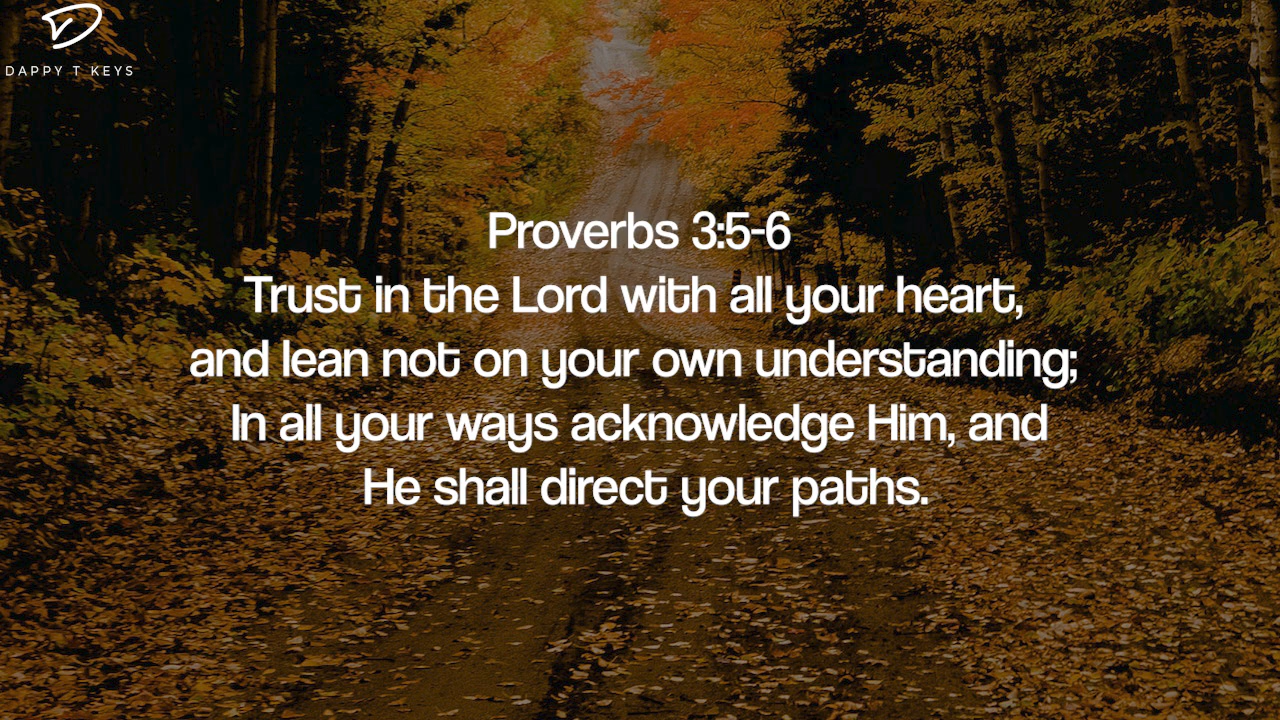 DAPPY T KEYS
Proverbs 3:5-6
Trust in the Lord with all your heart,
and lean not on your own understanding;
In all your ways acknowledge Him, and
He shall direct your paths.